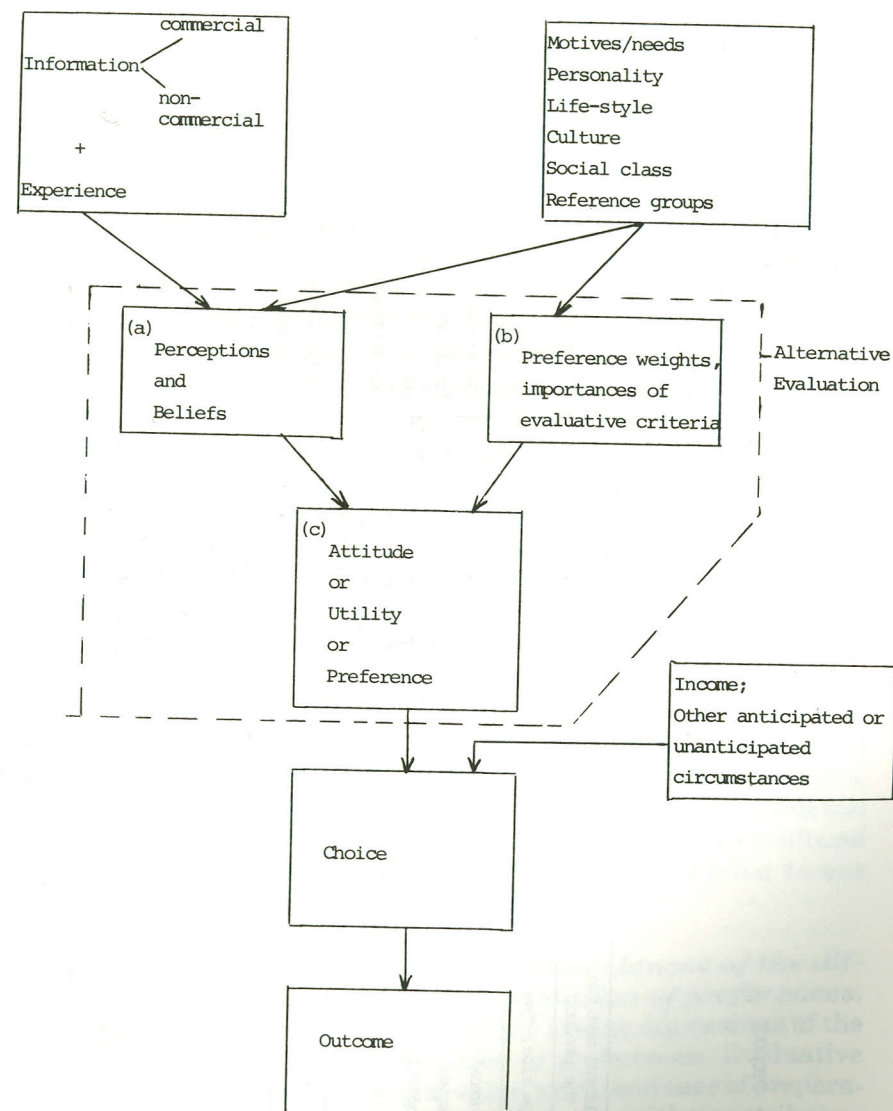 commercial
Information
non-
commercial
+
Experience
Motives/needs
Personality
Life-style
Culture
Social class
Reference groups
(a)
Perceptions
and
Beliefs
(b)
Preference weights,
importances of
evaluative criteria
Alternative
Evaluation
(c)
Attitude
or
Utility
or
Preference
Income;
Other anticipated or
unanticipated
circumstances
Choice
Outcome